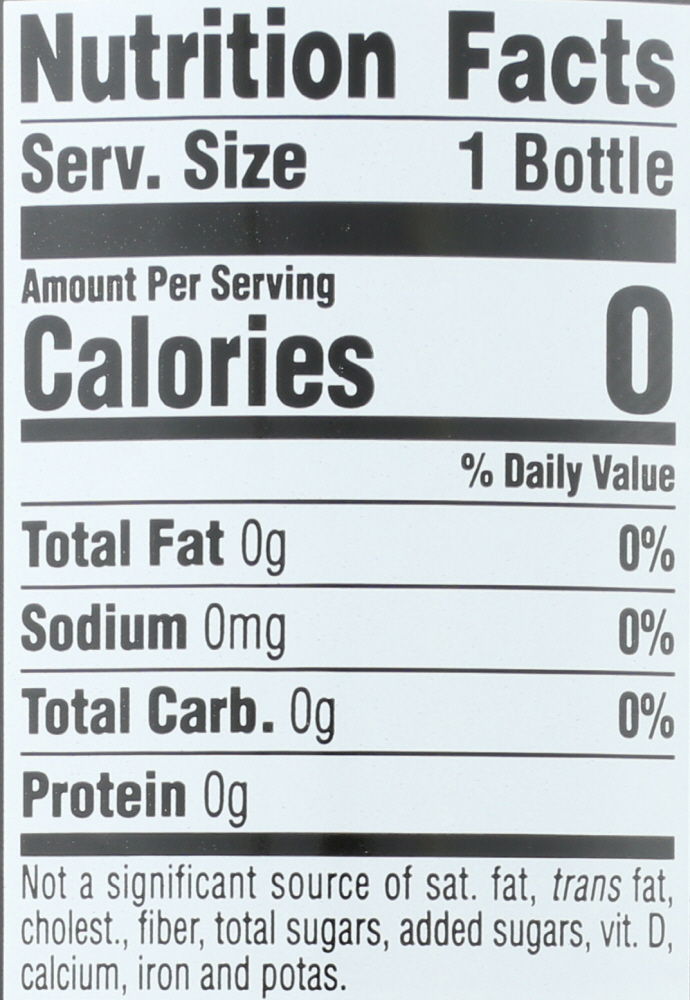 Nutrition Facts
Serv. Size 1 Bottle
Amount Per Serving
Calories 0
% Daily Value
Total Fat 0g 0%
Sodium 0mg 0%
Total Carb. 0g 0%
Protein 0g
Not a significant source of sat. fat, trans fat,
cholest., fiber, total sugars, added sugars, vit. D,
calcium, iron and potas.